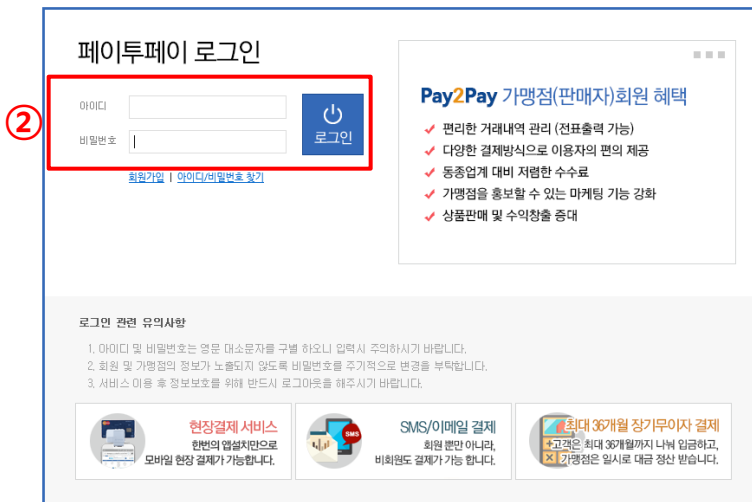 페이투페이 로그인
②
아이디
비밀번호
로그인
회원가입 | 아이디/비밀번호 찾기
Pay2Pay 가맹점(판매자)회원 혜택
편리한 거래내역 관리 (전표출력 가능)
다양한 결제방식으로 이용자의 편의 제공
동종업계 대비 저렴한 수수료
가맹점을 홍보할 수 있는 마케팅 기능 강화
상품판매 및 수익창출 증대
로그인 관련 유의사항
1. 아이디 및 비밀번호는 영문 대소문자를 구별 하오니 입력시 주의하시기 바랍니다.
2. 회원 및 가맹점의 정보가 노출되지 않도록 비밀번호를 주기적으로 변경을 부탁합니다.
3. 서비스 이용 후 정보보호를 위해 반드시 로그아웃을 해주시기 바랍니다.
현장결제 서비스
한번의 앱설치만으로
모바일 현장 결제가 가능합니다.
SMS
SMS/이메일 결제
회원 뿐만 아니라,
비회원도 결제가 가능 합니다.
최대 36개월 장기무이자 결제
고객은 최대 36개월까지 나눠 입금하고,
가맹점은 일시로 대금 정산 받습니다.